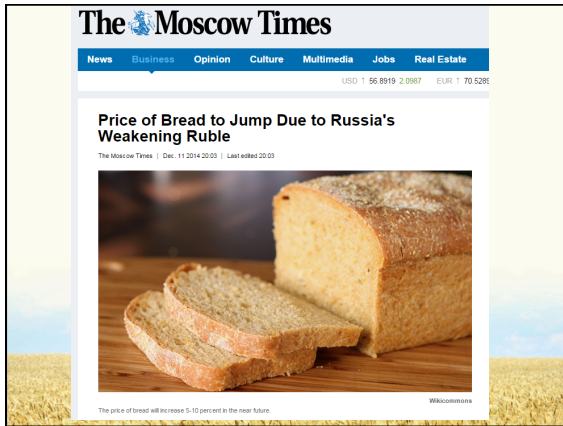 The Moscow Times
News Business Opinion Culture Multimedia Jobs Real Estate
USD ↑ 56.8919 2.0987 EUR ↑ 70.5289
Price of Bread to Jump Due to Russia's
Weakening Ruble
The Moscow Times | Dec. 11 2014 20:03 | Last edited 20:03
Wikicommons
The price of bread will increase 5-10 percent in the near future.